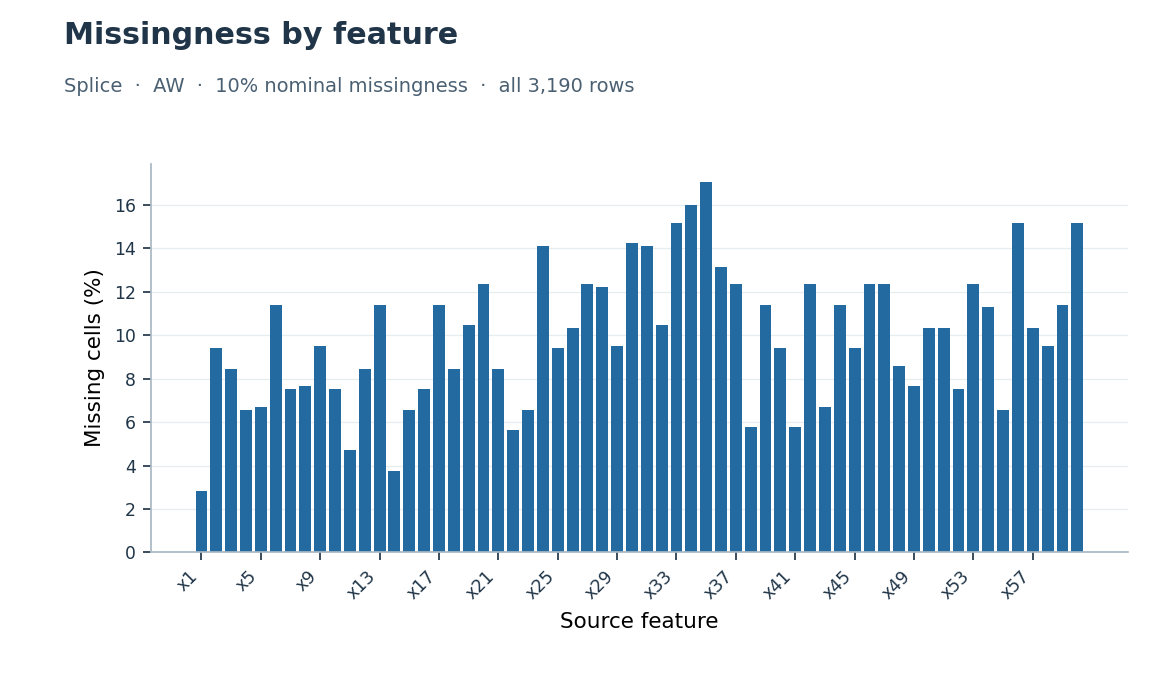 Missingness by feature
Splice · AW · 10% nominal missingness · all 3,190 rows
Missing cells (%)
16
14
12
10
8
6
4
2
0
x1 x5 x9 x13 x17 x21 x25 x29 x33 x37 x41 x45 x49 x53 x57
Source feature